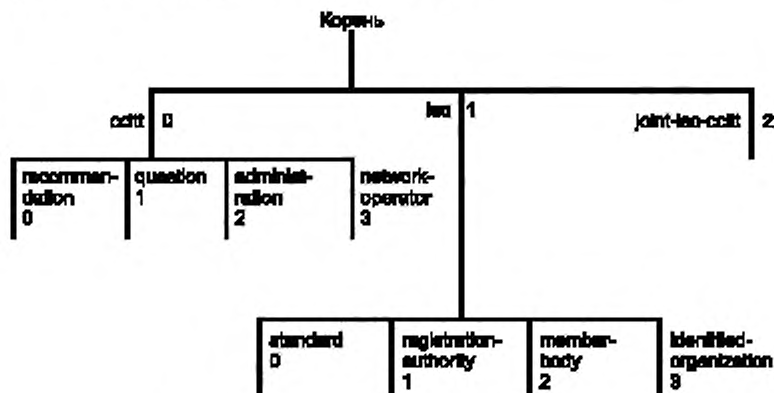 Корень
ccitt 0
iso 1
joint-iso-ccitt 2
recommen-
dation
0
question
1
administ-
ration
2
network-
operator
3
standard
0
registration-
authority
1
member-
body
2
identified-
organization
3